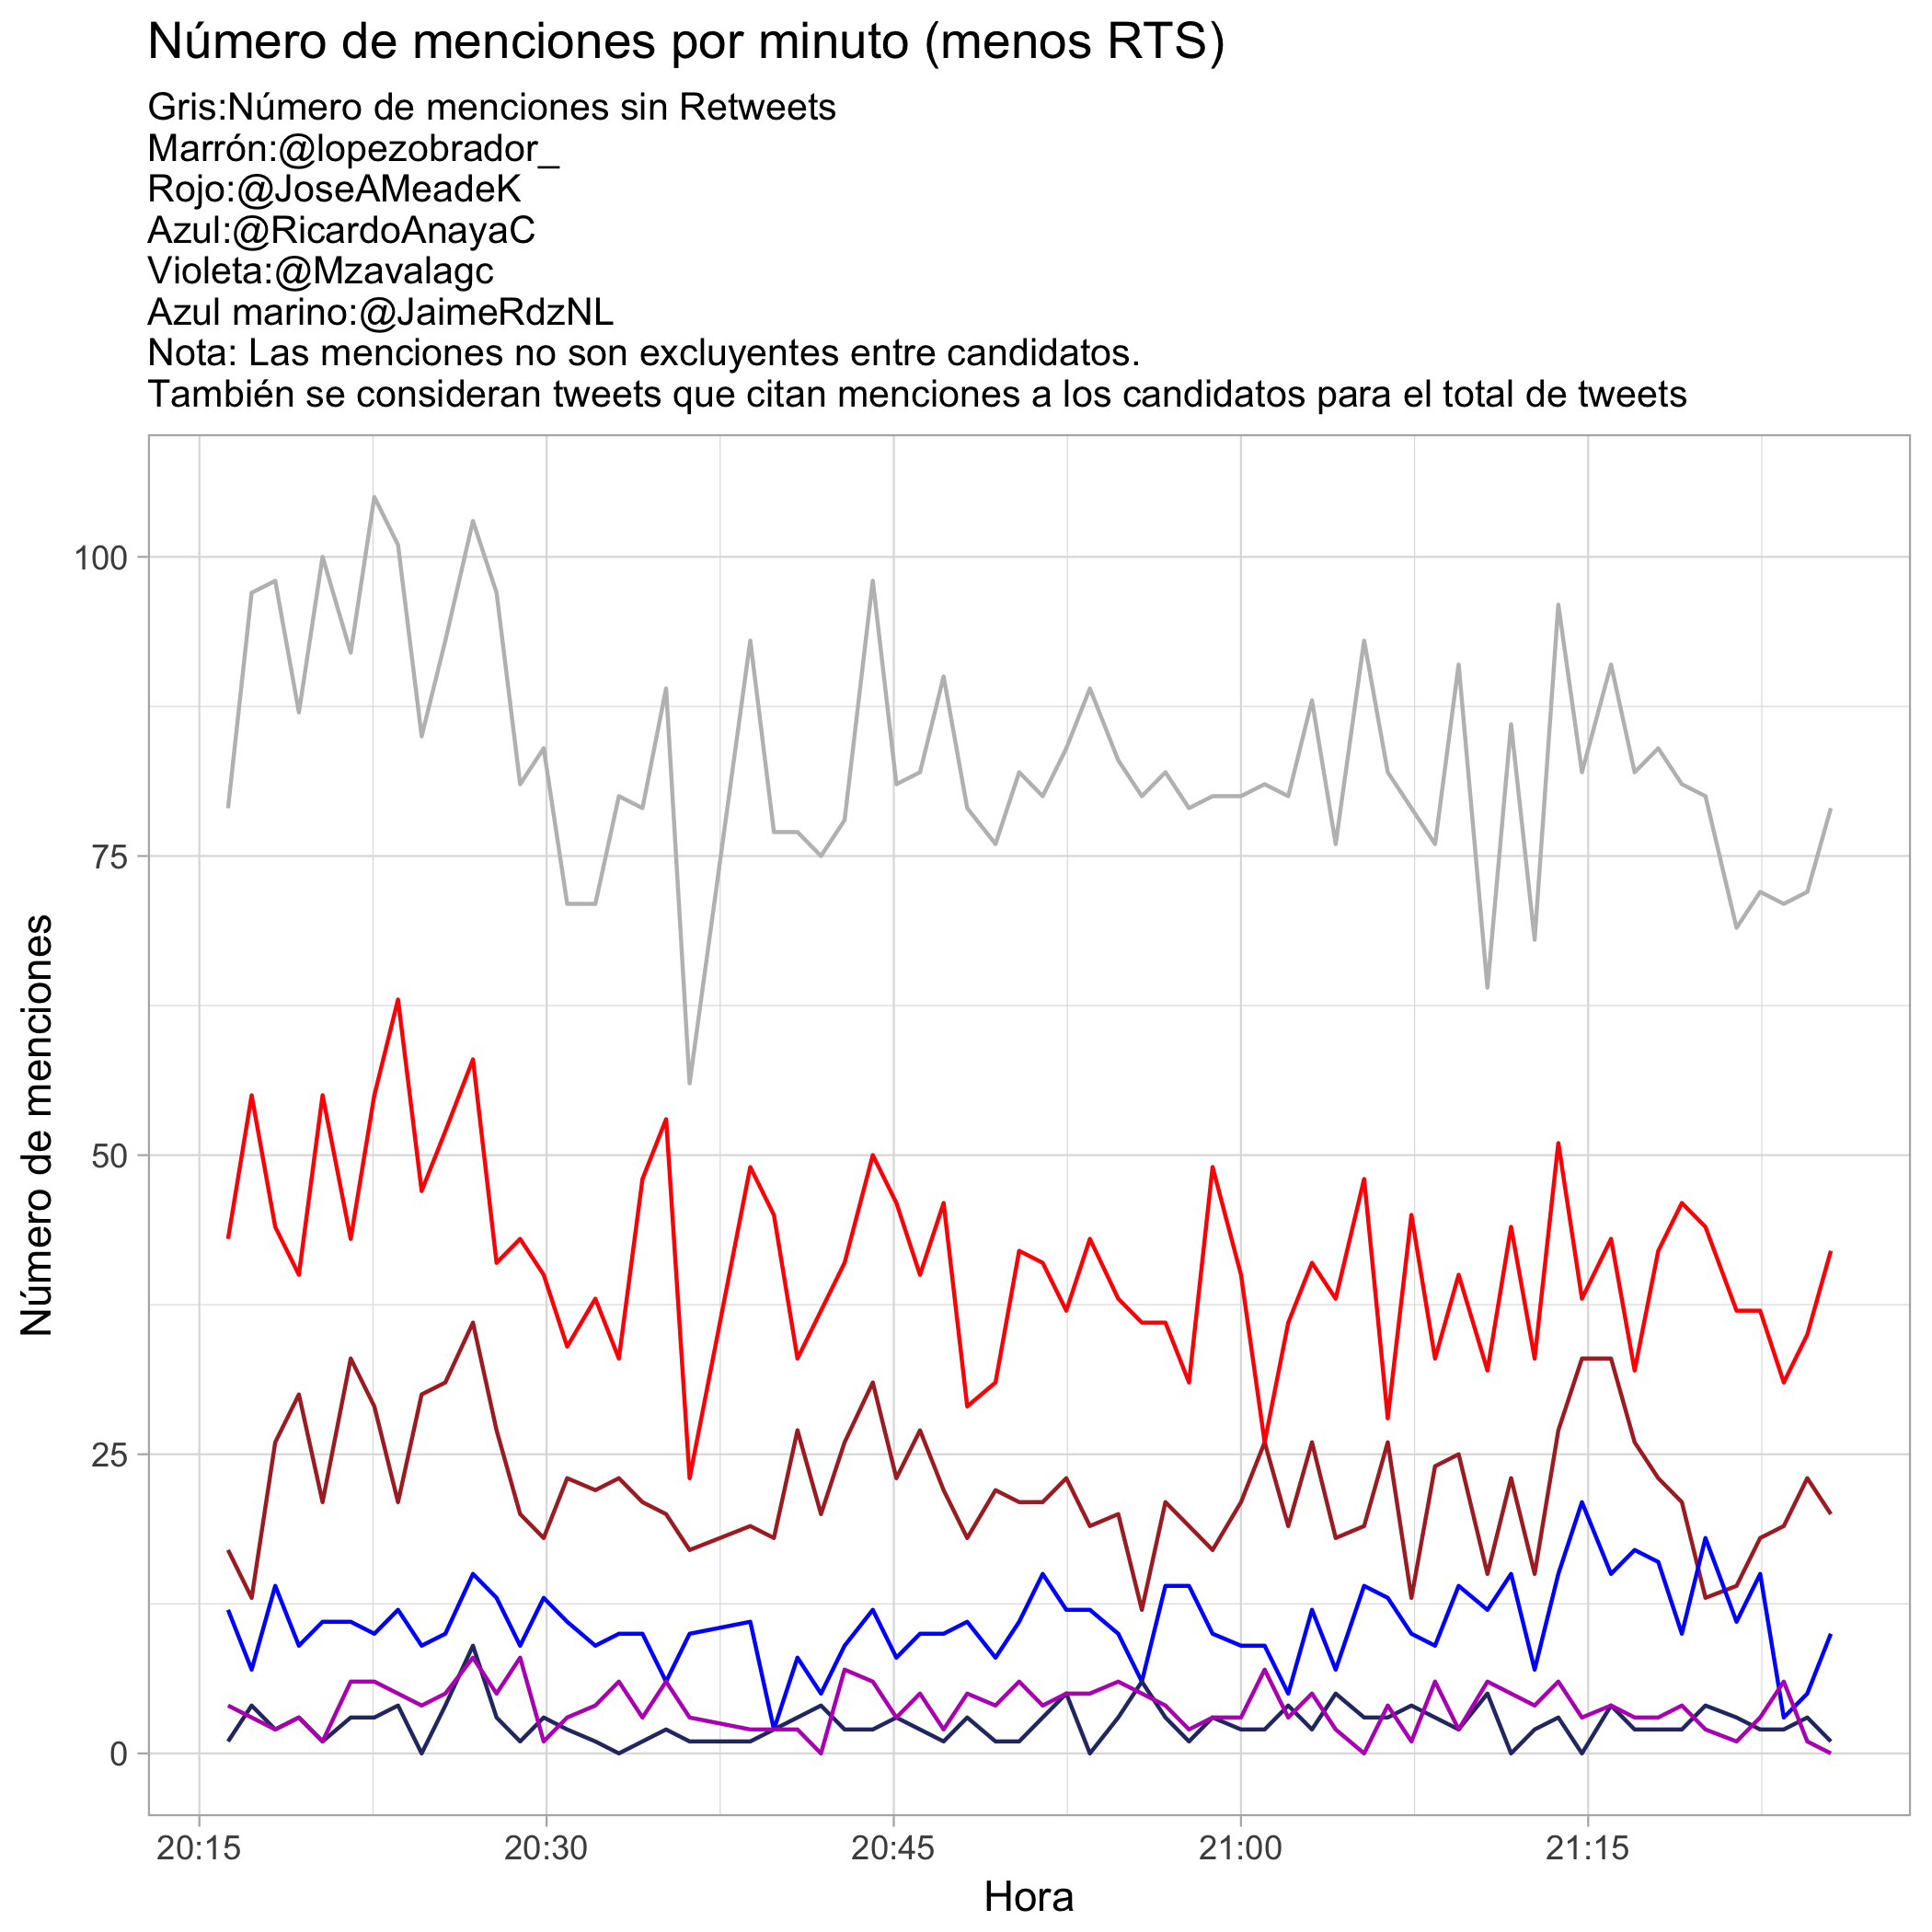 Número de menciones por minuto (menos RTS)
Gris:Número de menciones sin Retweets
Marrón:@lopezobrador_
Rojo:@JoseAMeadeK
Azul:@RicardoAnayaC
Violeta:@Mzavalagc
Azul marino:@JaimeRdzNL
Nota: Las menciones no son excluyentes entre candidatos.
También se consideran tweets que citan menciones a los candidatos para el total de tweets
Número de menciones
100
75
50
25
0
20:15
20:30
20:45
21:00
21:15
Hora